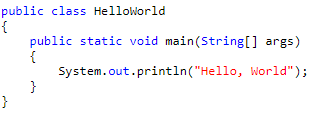 public class HelloWorld
{
    public static void main(String[] args)
    {
        System.out.println("Hello, World");
    }
}